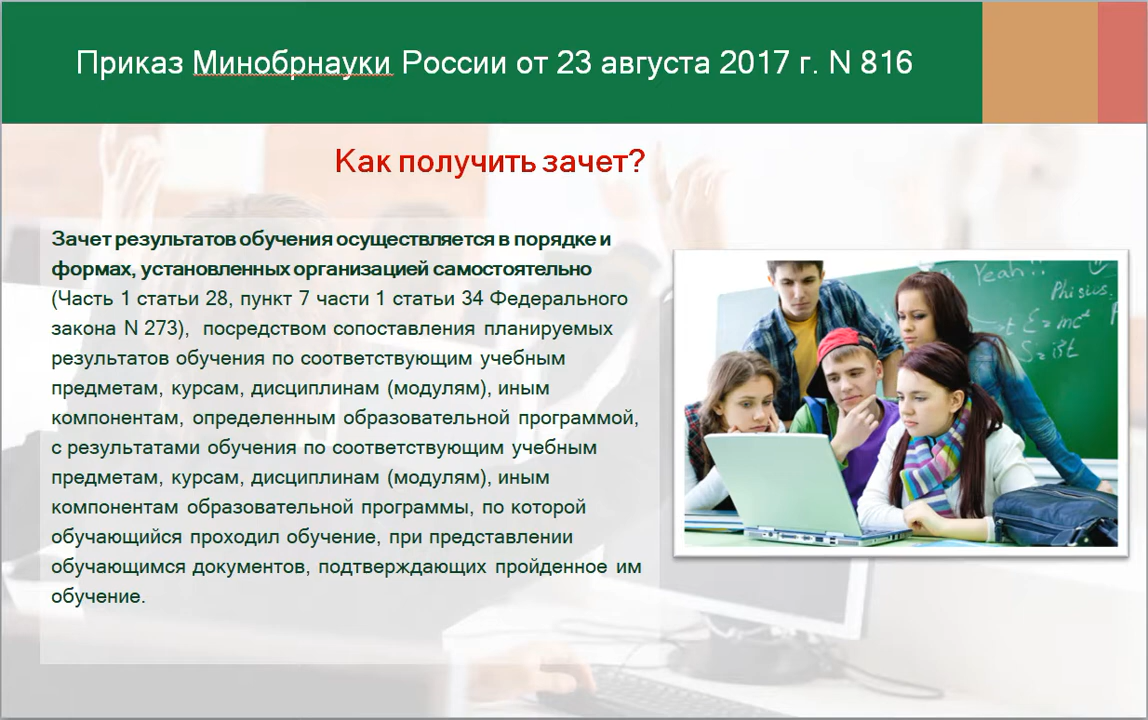 Приказ Минобрнауки России от 23 августа 2017 г. N 816
Как получить зачет?
Зачет результатов обучения осуществляется в порядке и
формах, установленных организацией самостоятельно
(Часть 1 статьи 28, пункт 7 части 1 статьи 34 Федерального
закона N 273), посредством сопоставления планируемых
результатов обучения по соответствующим учебным
предметам, курсам, дисциплинам (модулям), иным
компонентам, определенным образовательной программой,
с результатами обучения по соответствующим учебным
предметам, курсам, дисциплинам (модулям), иным
компонентам образовательной программы, по которой
обучающийся проходил обучение, при представлении
обучающимся документов, подтверждающих пройденное им
обучение.
Yeah!!
Phisics,